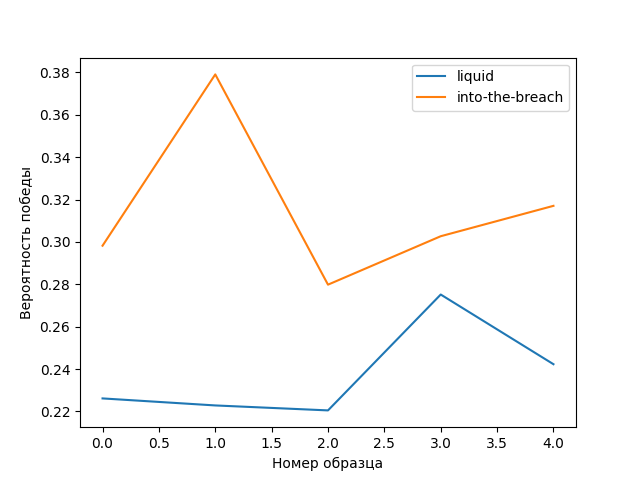 liquid
into-the-breach
0.38
0.36
0.34
0.32
0.30
0.28
0.26
0.24
0.22
Вероятность победы
0.0 0.5 1.0 1.5 2.0 2.5 3.0 3.5 4.0
Номер образца